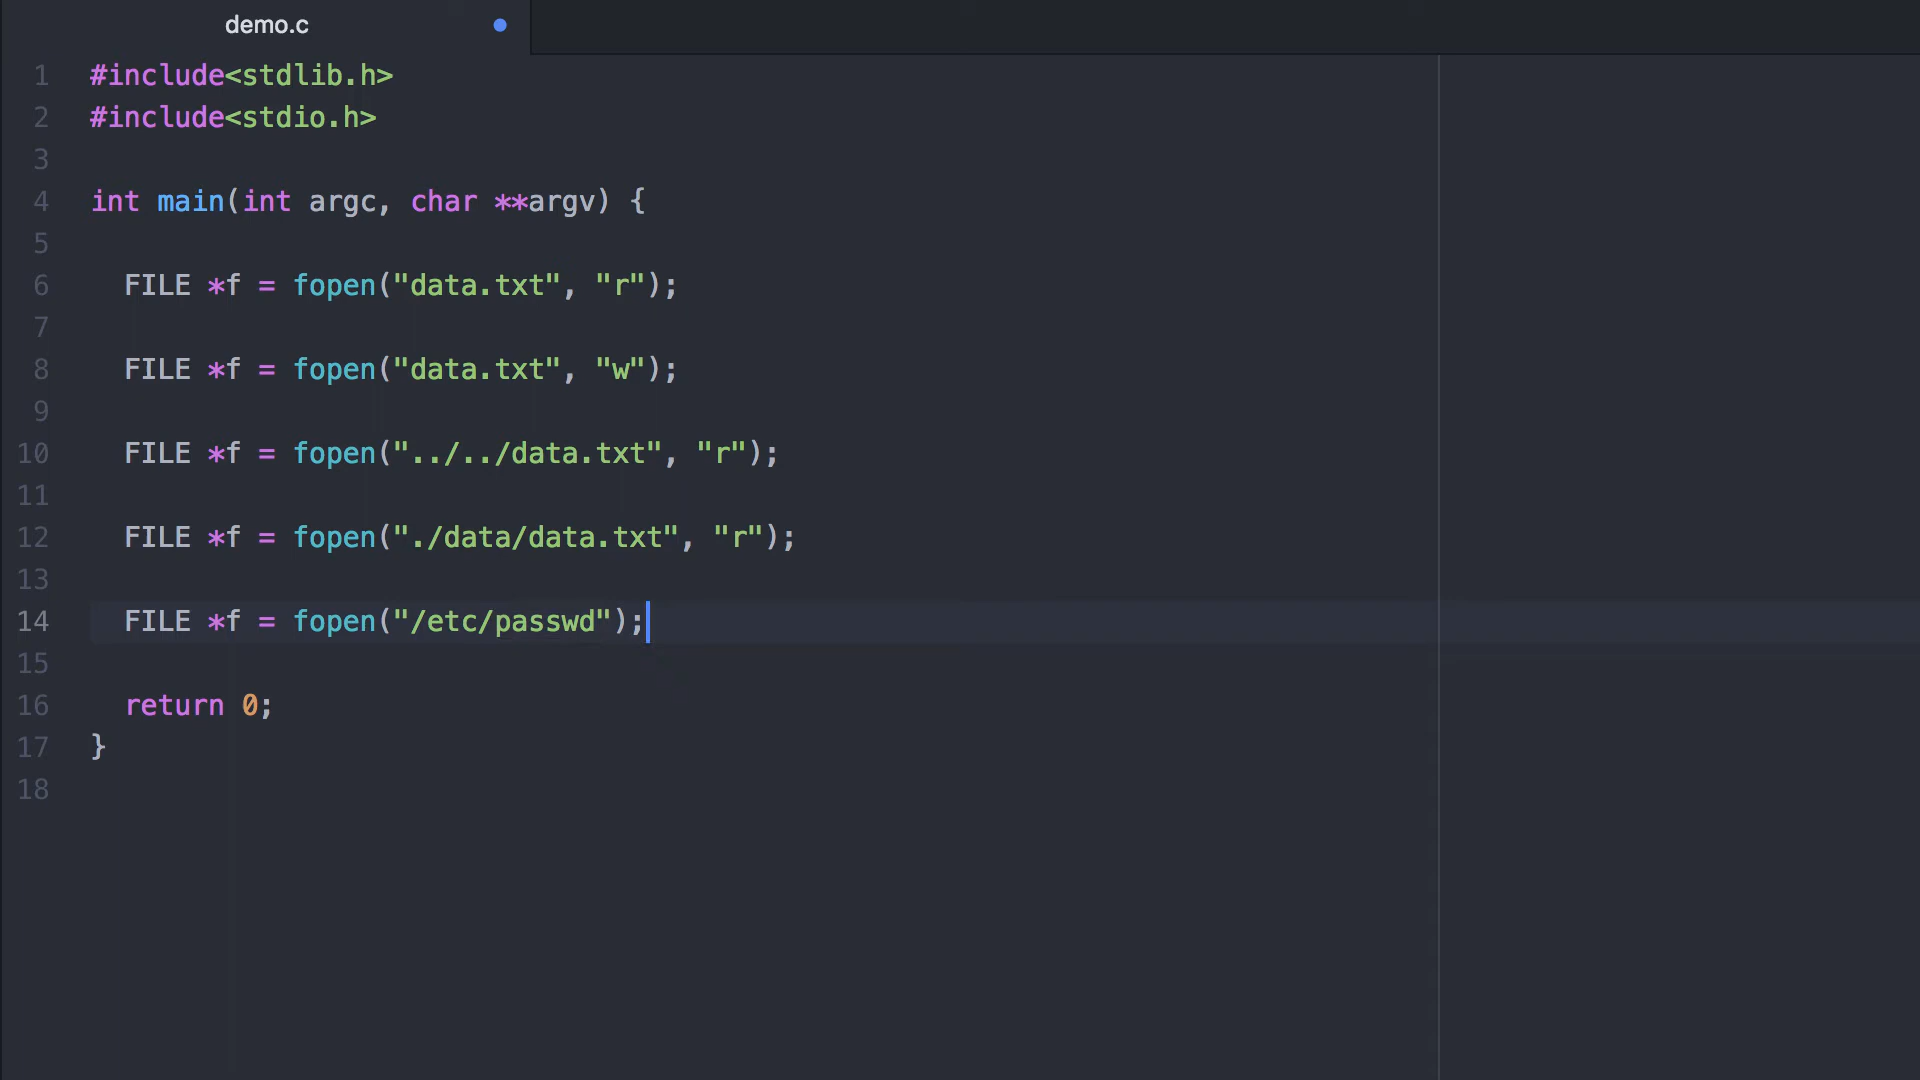 demo.c
1 #include<stdlib.h>
2 #include<stdio.h>
3
4 int main(int argc, char **argv) {
5
6   FILE *f = fopen("data.txt", "r");
7
8   FILE *f = fopen("data.txt", "w");
9
10   FILE *f = fopen("../../data.txt", "r");
11
12   FILE *f = fopen("./data/data.txt", "r");
13
14   FILE *f = fopen("/etc/passwd");
15
16   return 0;
17 }
18